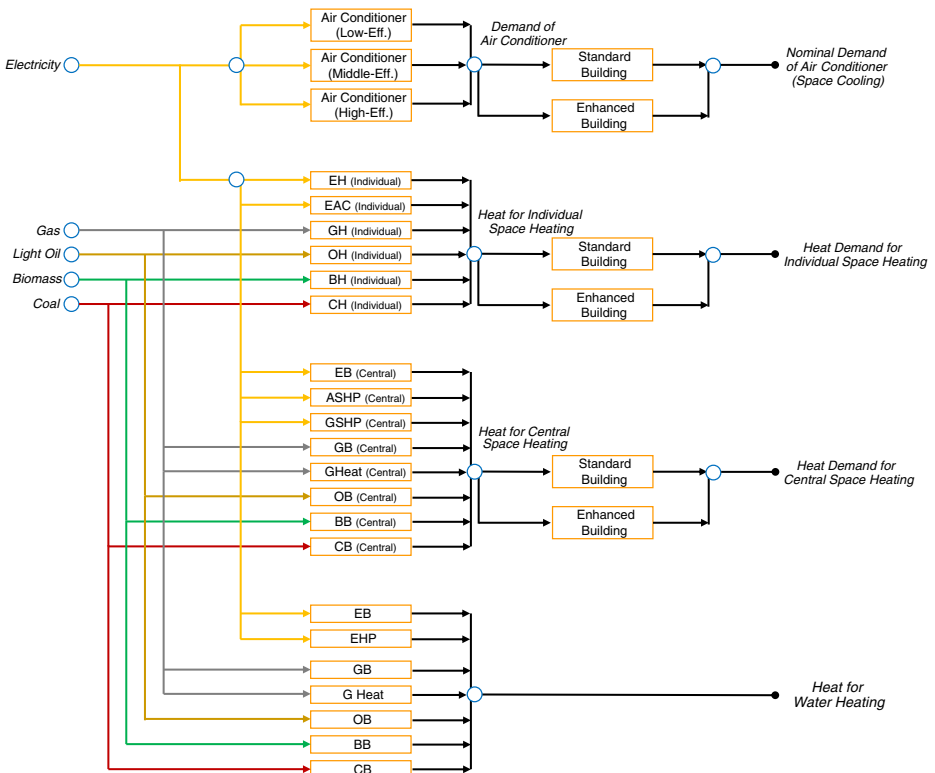 Electricity
Air Conditioner
(Low-Eff.)
Air Conditioner
(Middle-Eff.)
Air Conditioner
(High-Eff.)
Demand of
Air Conditioner
Standard
Building
Enhanced
Building
Nominal Demand
of Air Conditioner
(Space Cooling)
Gas
Light Oil
Biomass
Coal
EH (Individual)
EAC (Individual)
GH (Individual)
OH (Individual)
BH (Individual)
CH (Individual)
Heat for Individual
Space Heating
Standard
Building
Enhanced
Building
Heat Demand for
Individual Space Heating
EB (Central)
ASHP (Central)
GSHP (Central)
GB (Central)
GHeat (Central)
OB (Central)
BB (Central)
CB (Central)
Heat for Central
Space Heating
Standard
Building
Enhanced
Building
Heat Demand for
Central Space Heating
EB
EHP
GB
G Heat
OB
BB
CB
Heat for
Water Heating